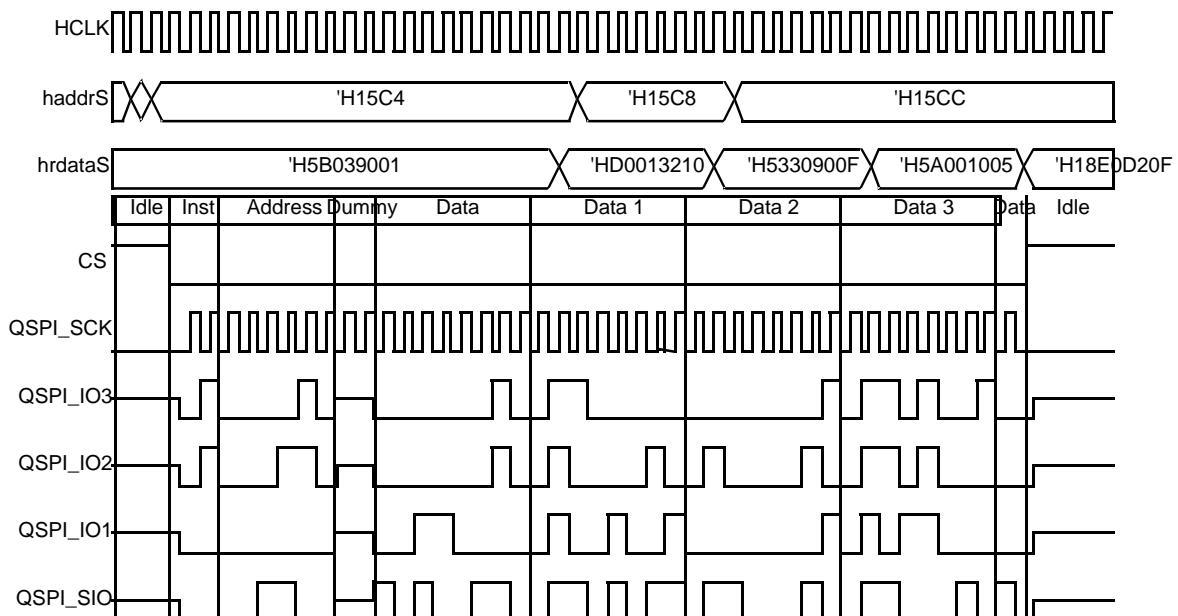 HCLK
haddrS 'H15C4 'H15C8 'H15CC
hrdataS 'H5B039001 'HD0013210 'H5330900F 'H5A001005 'H18E0D20F
Idle Inst Address Dummy Data Data 1 Data 2 Data 3 Data Idle
CS
QSPI_SCK
QSPI_IO3
QSPI_IO2
QSPI_IO1
QSPI_SIO